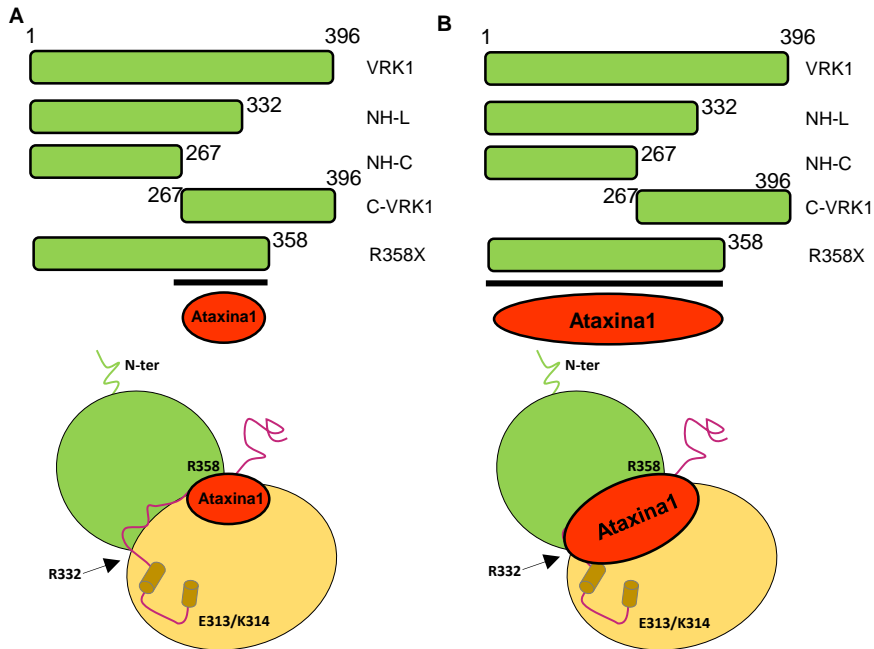 A
1
396
VRK1
332
NH-L
267
NH-C
267
396
C-VRK1
358
R358X
Ataxina1
N-ter
R358
Ataxina1
R332
E313/K314
B
1
396
VRK1
332
NH-L
267
NH-C
267
396
C-VRK1
358
R358X
Ataxina1
N-ter
R358
Ataxina1
R332
E313/K314